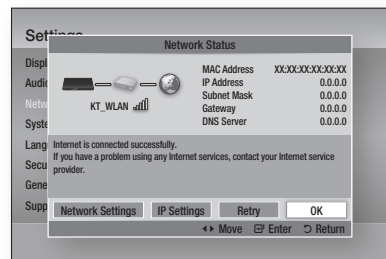 Settings
Network Status
Displ
Audio
Netw
Syste
Lang
Secu
Gene
Supp
KT_WLAN
MAC Address XX:XX:XX:XX:XX:XX
IP Address 0.0.0.0
Subnet Mask 0.0.0.0
Gateway 0.0.0.0
DNS Server 0.0.0.0
Internet is connected successfully.
If you have a problem using any Internet services, contact your Internet service
provider.
Network Settings IP Settings Retry OK
Move Enter Return